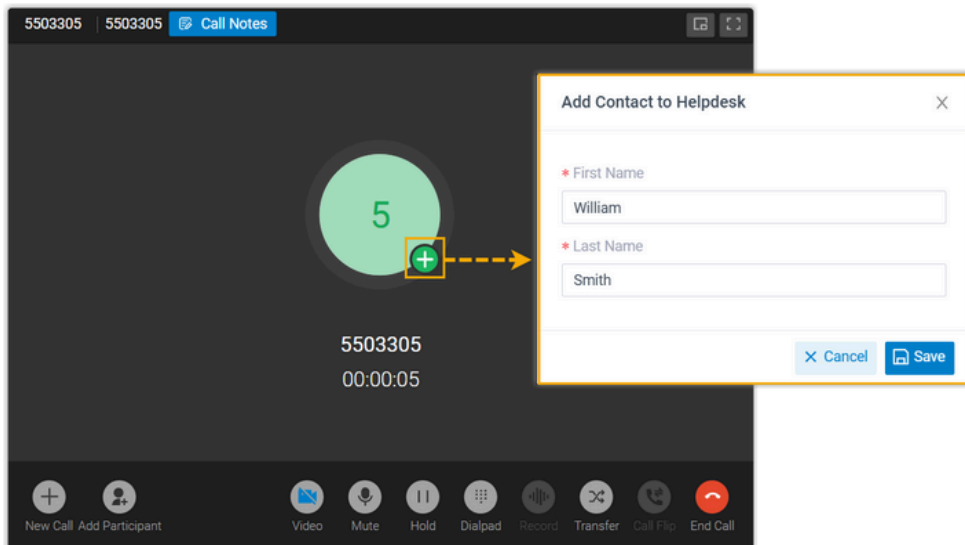 5503305 | 5503305 Call Notes
Add Contact to Helpdesk
* First Name
William
* Last Name
Smith
Cancel Save
5
5503305
00:00:05
New Call Add Participant Video Mute Hold Dialpad Record Transfer Call Flip End Call